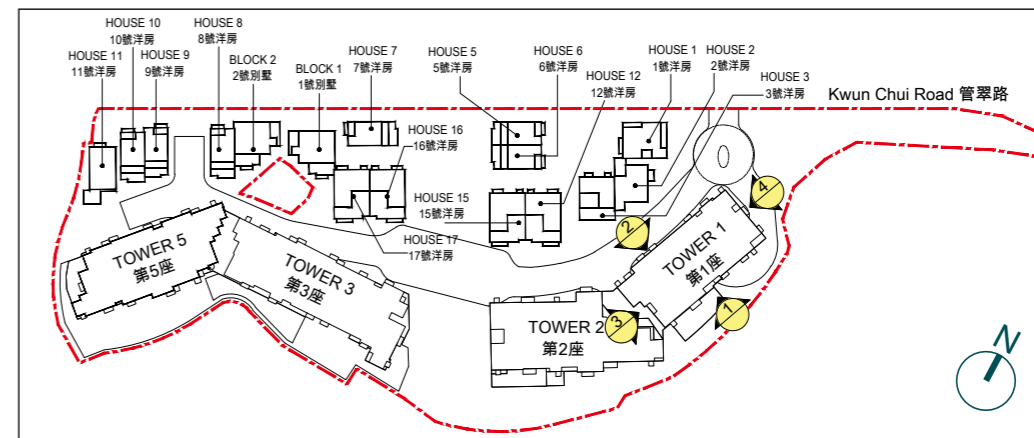 HOUSE 10
10號洋房
HOUSE 8
8號洋房
HOUSE 11
11號洋房
HOUSE 9
9號洋房
BLOCK 2
2號別墅
BLOCK 1
1號別墅
HOUSE 7
7號洋房
HOUSE 5
5號洋房
HOUSE 6
6號洋房
HOUSE 12
12號洋房
HOUSE 1
1號洋房
HOUSE 2
2號洋房
HOUSE 3
3號洋房
Kwun Chui Road 管翠路
HOUSE 16
16號洋房
HOUSE 15
15號洋房
HOUSE 17
17號洋房
TOWER 5
第5座
TOWER 3
第3座
TOWER 2
第2座
TOWER 1
第1座
4
2
1
3
N